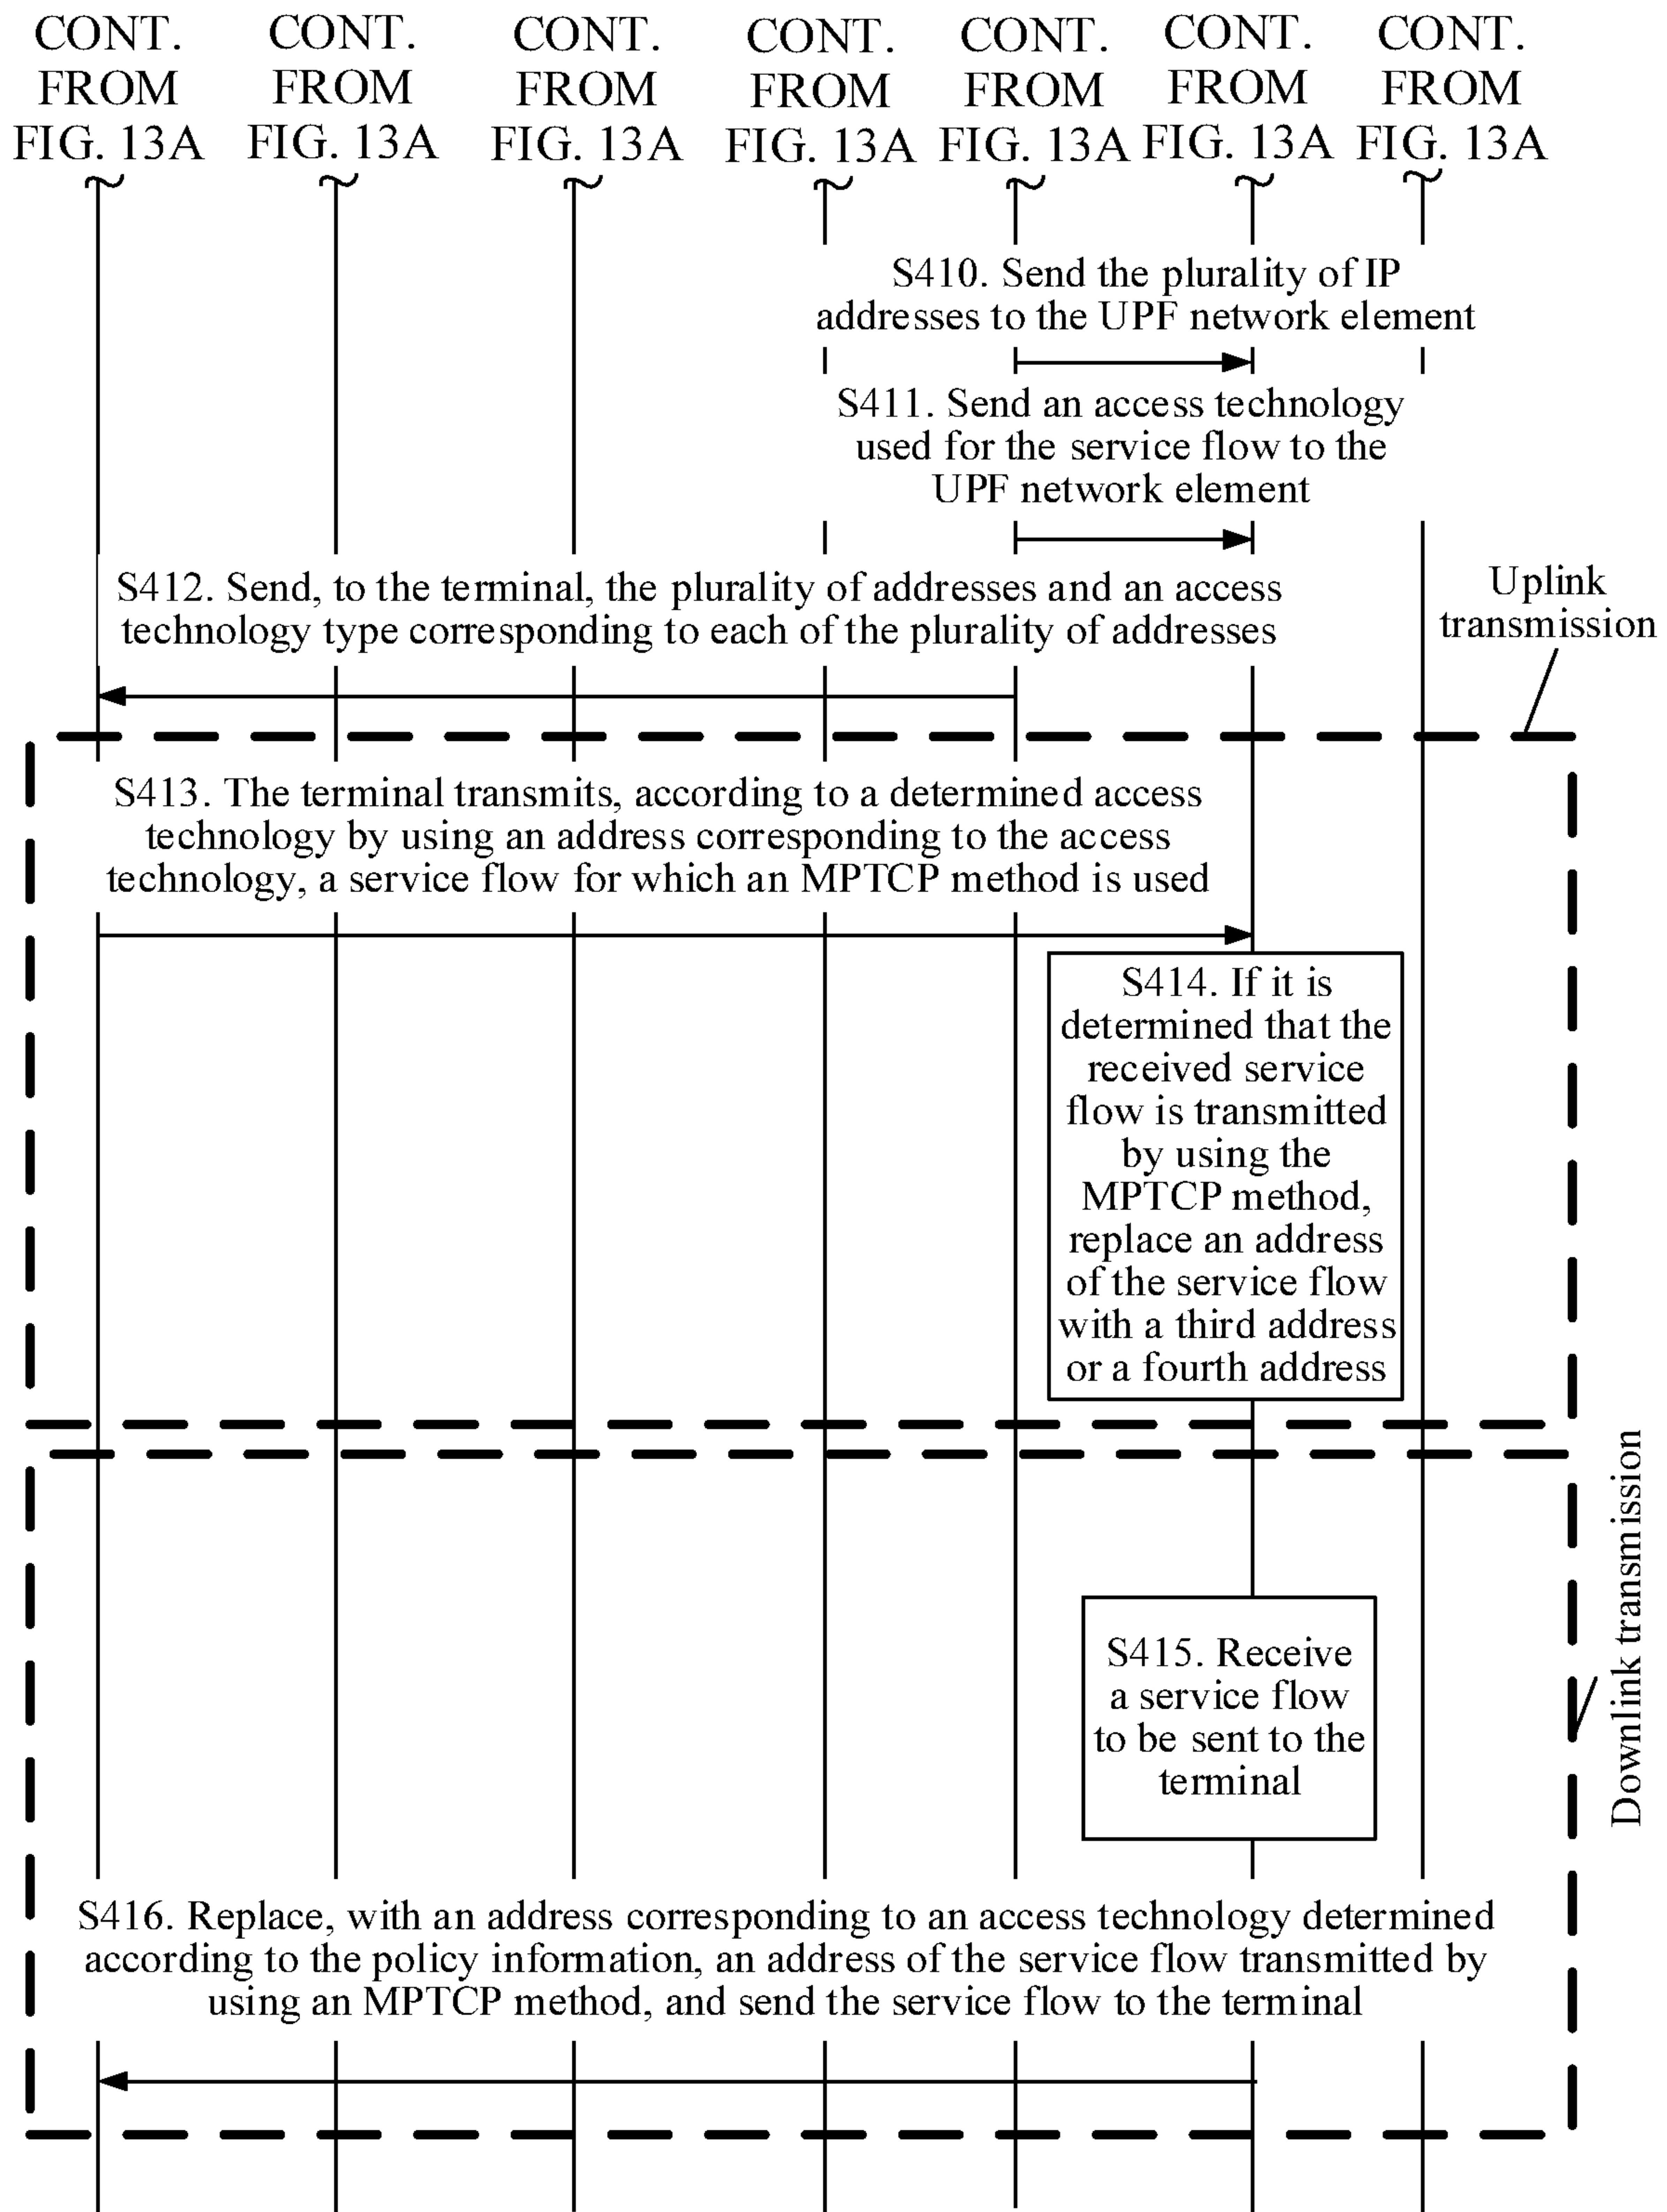 CONT. CONT. CONT. CONT. CONT. CONT. CONT.
FROM FROM FROM FROM FROM FROM FROM
FIG. 13A FIG. 13A FIG. 13A FIG. 13A FIG. 13A FIG. 13A FIG. 13A
S410. Send the plurality of IP
addresses to the UPF network element
S411. Send an access technology
used for the service flow to the
UPF network element
S412. Send, to the terminal, the plurality of addresses and an access
technology type corresponding to each of the plurality of addresses
Uplink
transmission
S413. The terminal transmits, according to a determined access
technology by using an address corresponding to the access
technology, a service flow for which an MPTCP method is used
S414. If it is
determined that the
received service
flow is transmitted
by using the
MPTCP method,
replace an address
of the service flow
with a third address
or a fourth address
Downlink transmission
S415. Receive
a service flow
to be sent to the
terminal
S416. Replace, with an address corresponding to an access technology determined
according to the policy information, an address of the service flow transmitted by
using an MPTCP method, and send the service flow to the terminal